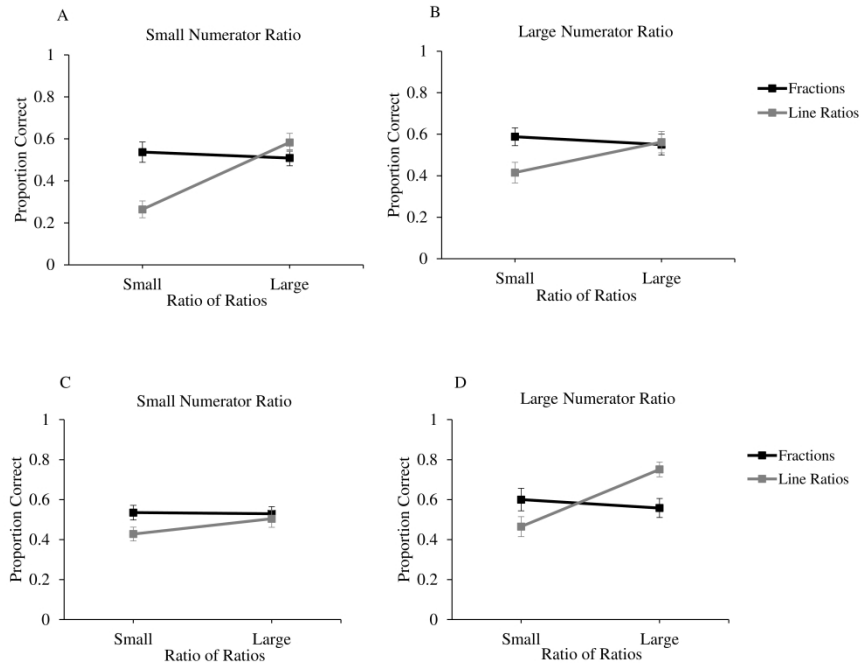 A
Small Numerator Ratio
Proportion Correct
1
0.8
0.6
0.4
0.2
0
Small
Large
Ratio of Ratios
B
Large Numerator Ratio
Proportion Correct
1
0.8
0.6
0.4
0.2
0
Small
Large
Ratio of Ratios
Fractions
Line Ratios
C
Small Numerator Ratio
Proportion Correct
1
0.8
0.6
0.4
0.2
0
Small
Large
Ratio of Ratios
D
Large Numerator Ratio
Proportion Correct
1
0.8
0.6
0.4
0.2
0
Small
Large
Ratio of Ratios
Fractions
Line Ratios